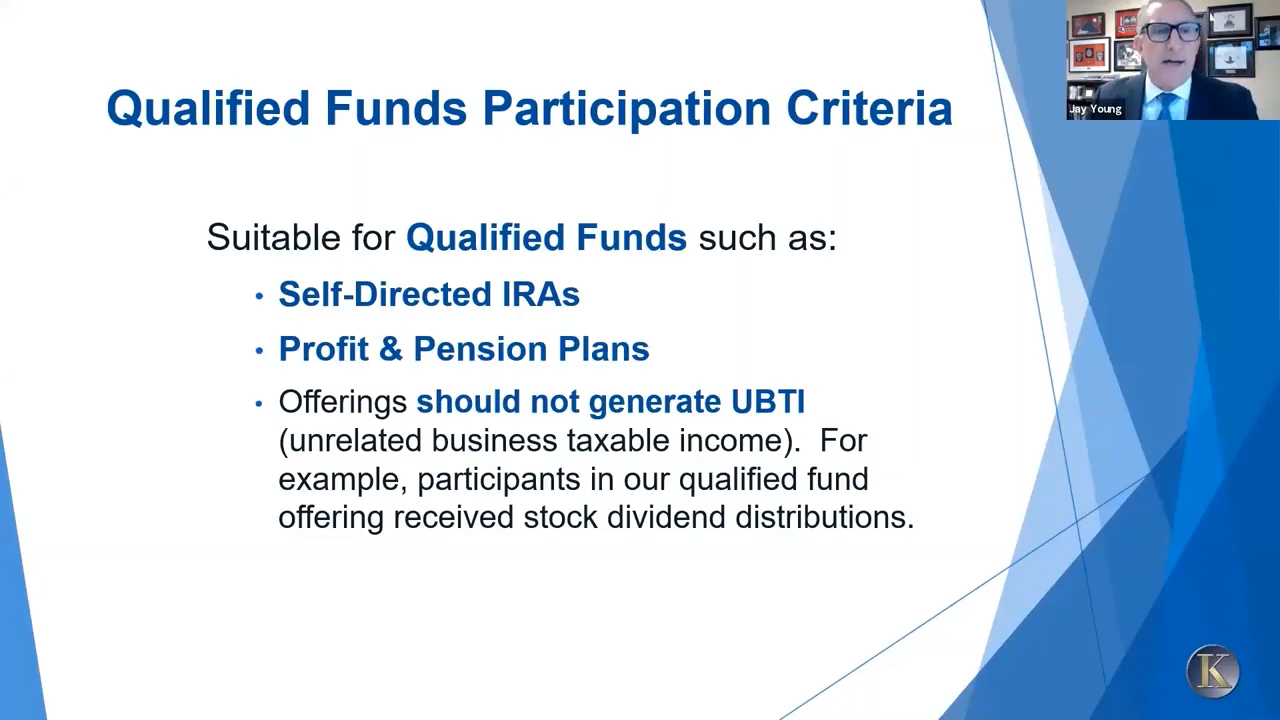 Qualified Funds Participation Criteria
Jay Young
Suitable for Qualified Funds such as:
• Self-Directed IRAs
• Profit & Pension Plans
• Offerings should not generate UBTI
(unrelated business taxable income).  For
example, participants in our qualified fund
offering received stock dividend distributions.
K